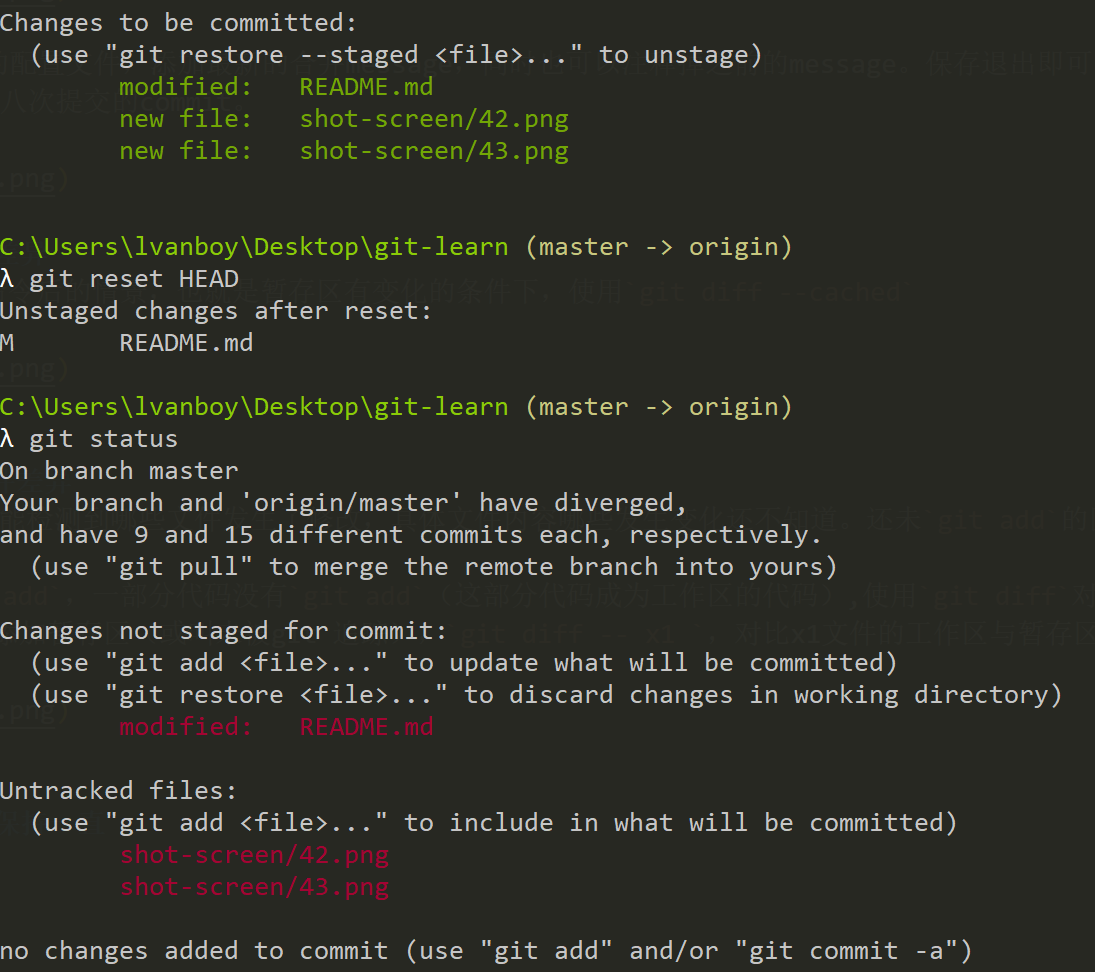 Changes to be committed:
(use "git restore --staged <file>..." to unstage)
modified: README.md
new file: shot-screen/42.png
new file: shot-screen/43.png
C:\Users\lvanboy\Desktop\git-learn (master -> origin)
λ git reset HEAD
Unstaged changes after reset:
M README.md
C:\Users\lvanboy\Desktop\git-learn (master -> origin)
λ git status
On branch master
Your branch and 'origin/master' have diverged,
and have 9 and 15 different commits each, respectively.
(use "git pull" to merge the remote branch into yours)
Changes not staged for commit:
(use "git add <file>..." to update what will be committed)
(use "git restore <file>..." to discard changes in working directory)
modified: README.md
Untracked files:
(use "git add <file>..." to include in what will be committed)
shot-screen/42.png
shot-screen/43.png
no changes added to commit (use "git add" and/or "git commit -a")